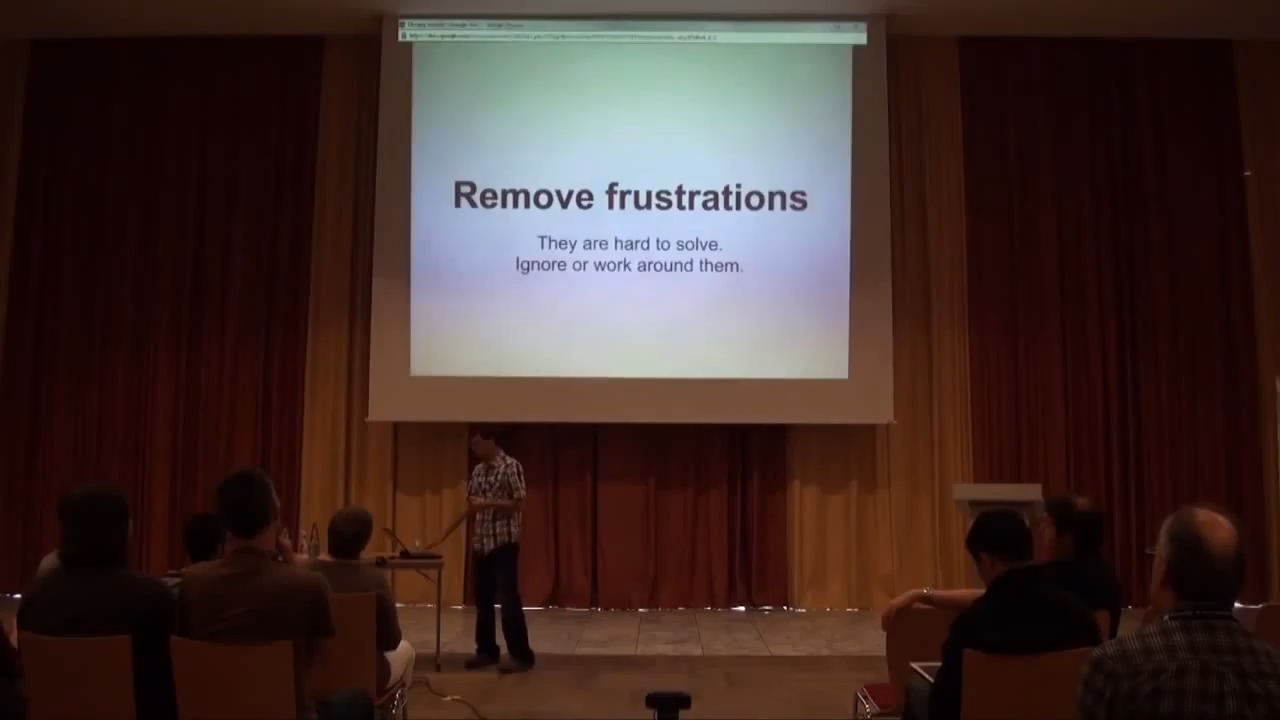 Remove frustrations
They are hard to solve.
Ignore or work around them.